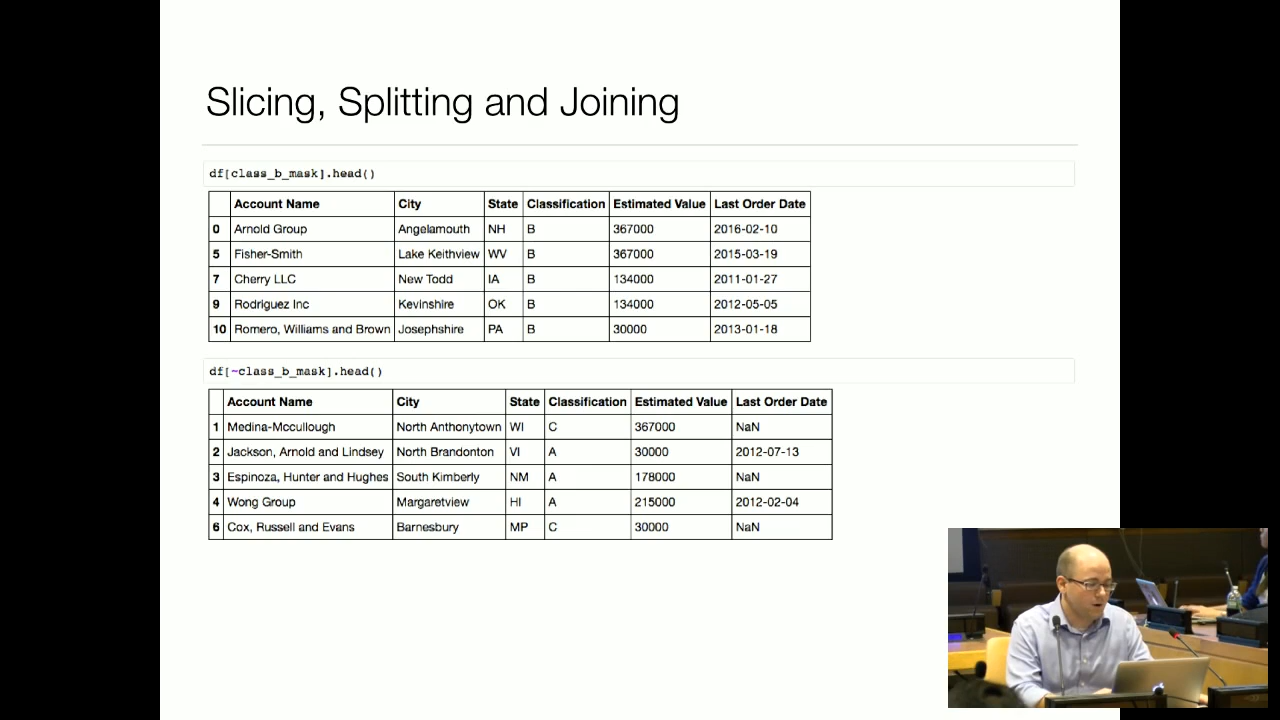 Slicing, Splitting and Joining
df[class_b_mask].head()
Account Name City State Classification Estimated Value Last Order Date
0 Arnold Group Angelamouth NH B 367000 2016-02-10
5 Fisher-Smith Lake Keithview WV B 367000 2015-03-19
7 Cherry LLC New Todd IA B 134000 2011-01-27
9 Rodriguez Inc Kevinshire OK B 134000 2012-05-05
10 Romero, Williams and Brown Josephshire PA B 30000 2013-01-18
df[~class_b_mask].head()
Account Name City State Classification Estimated Value Last Order Date
1 Medina-Mccullough North Anthonytown WI C 367000 NaN
2 Jackson, Arnold and Lindsey North Brandonton VI A 30000 2012-07-13
3 Espinoza, Hunter and Hughes South Kimberly NM A 178000 NaN
4 Wong Group Margaretview HI A 215000 2012-02-04
6 Cox, Russell and Evans Barnesbury MP C 30000 NaN